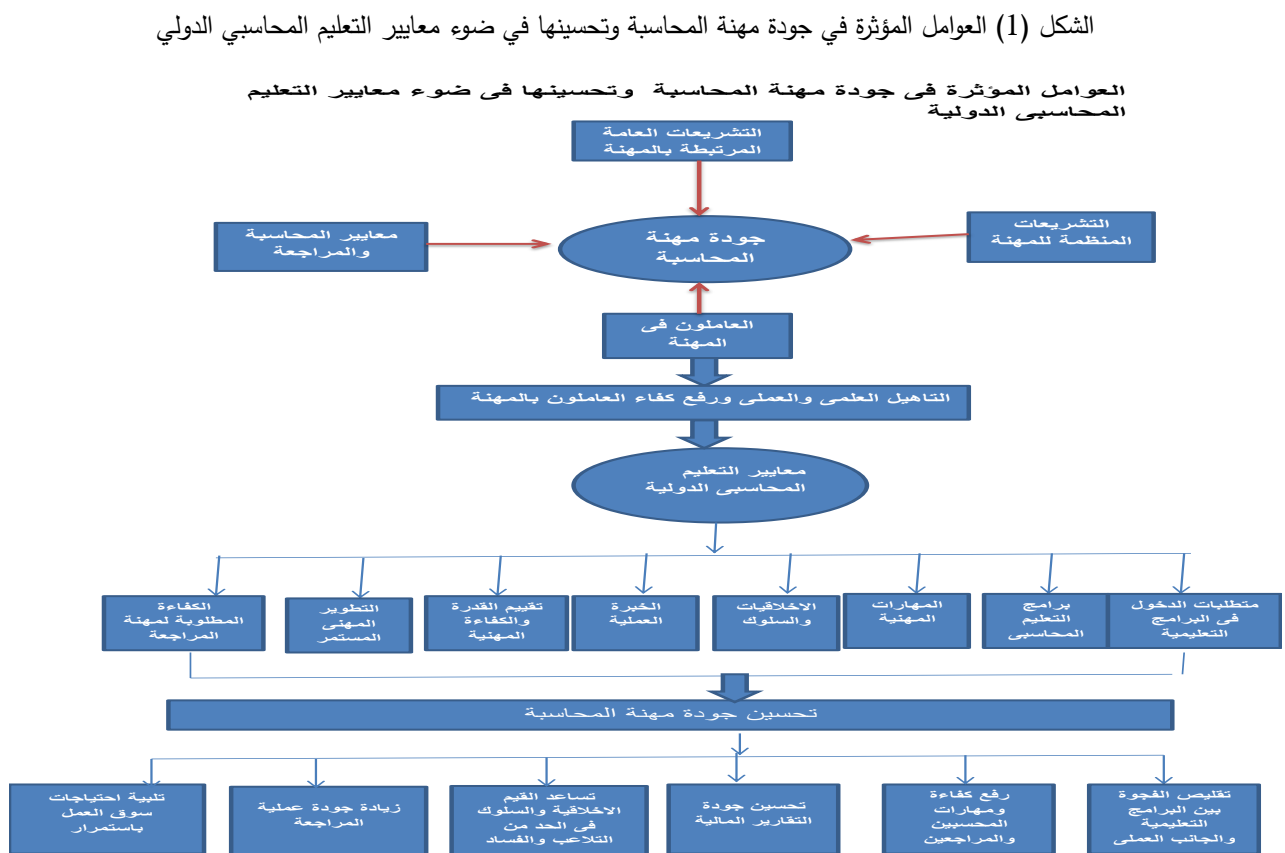 الشكل (1) العوامل المؤثرة في جودة مهنة المحاسبة وتحسينها في ضوء معايير التعليم المحاسبي الدولي
العوامل المؤثرة فى جودة مهنة المحاسبة وتحسينها فى ضوء معايير التعليم
المحاسبى الدولية
التشريعات العامة
المرتبطة بالمهنة
التشريعات
المنظمة للمهنة
جودة مهنة
المحاسبة
معايير المحاسبة
والمراجعة
العاملون فى
المهنة
التاهيل العلمى والعملى ورفع كفاء العاملون بالمهنة
معايير التعليم
المحاسبى الدولية
متطلبات الدخول
فى البرامج
التعليمية
برامج
التعليم
المحاسبى
المهارات
المهنية
الاخلاقيات
والسلوك
الخبرة
العملية
تقييم القدرة
والكفاءة
المهنية
التطوير
المهنى
المستمر
الكفاءة
المطلوبة لمهنة
المراجعة
تحسين جودة مهنة المحاسبة
تقليص الفجوة
بين البرامج
التعليمية
والجانب العملى
رفع كفاءة
ومهارات
المحسبين
والمراجعين
تحسين جودة
التقارير المالية
تساعد القيم
الاخلاقية والسلوك
فى الحد من
التلاعب والفساد
زيادة جودة عملية
المراجعة
تلبية احتياجات
سوق العمل
باستمرار